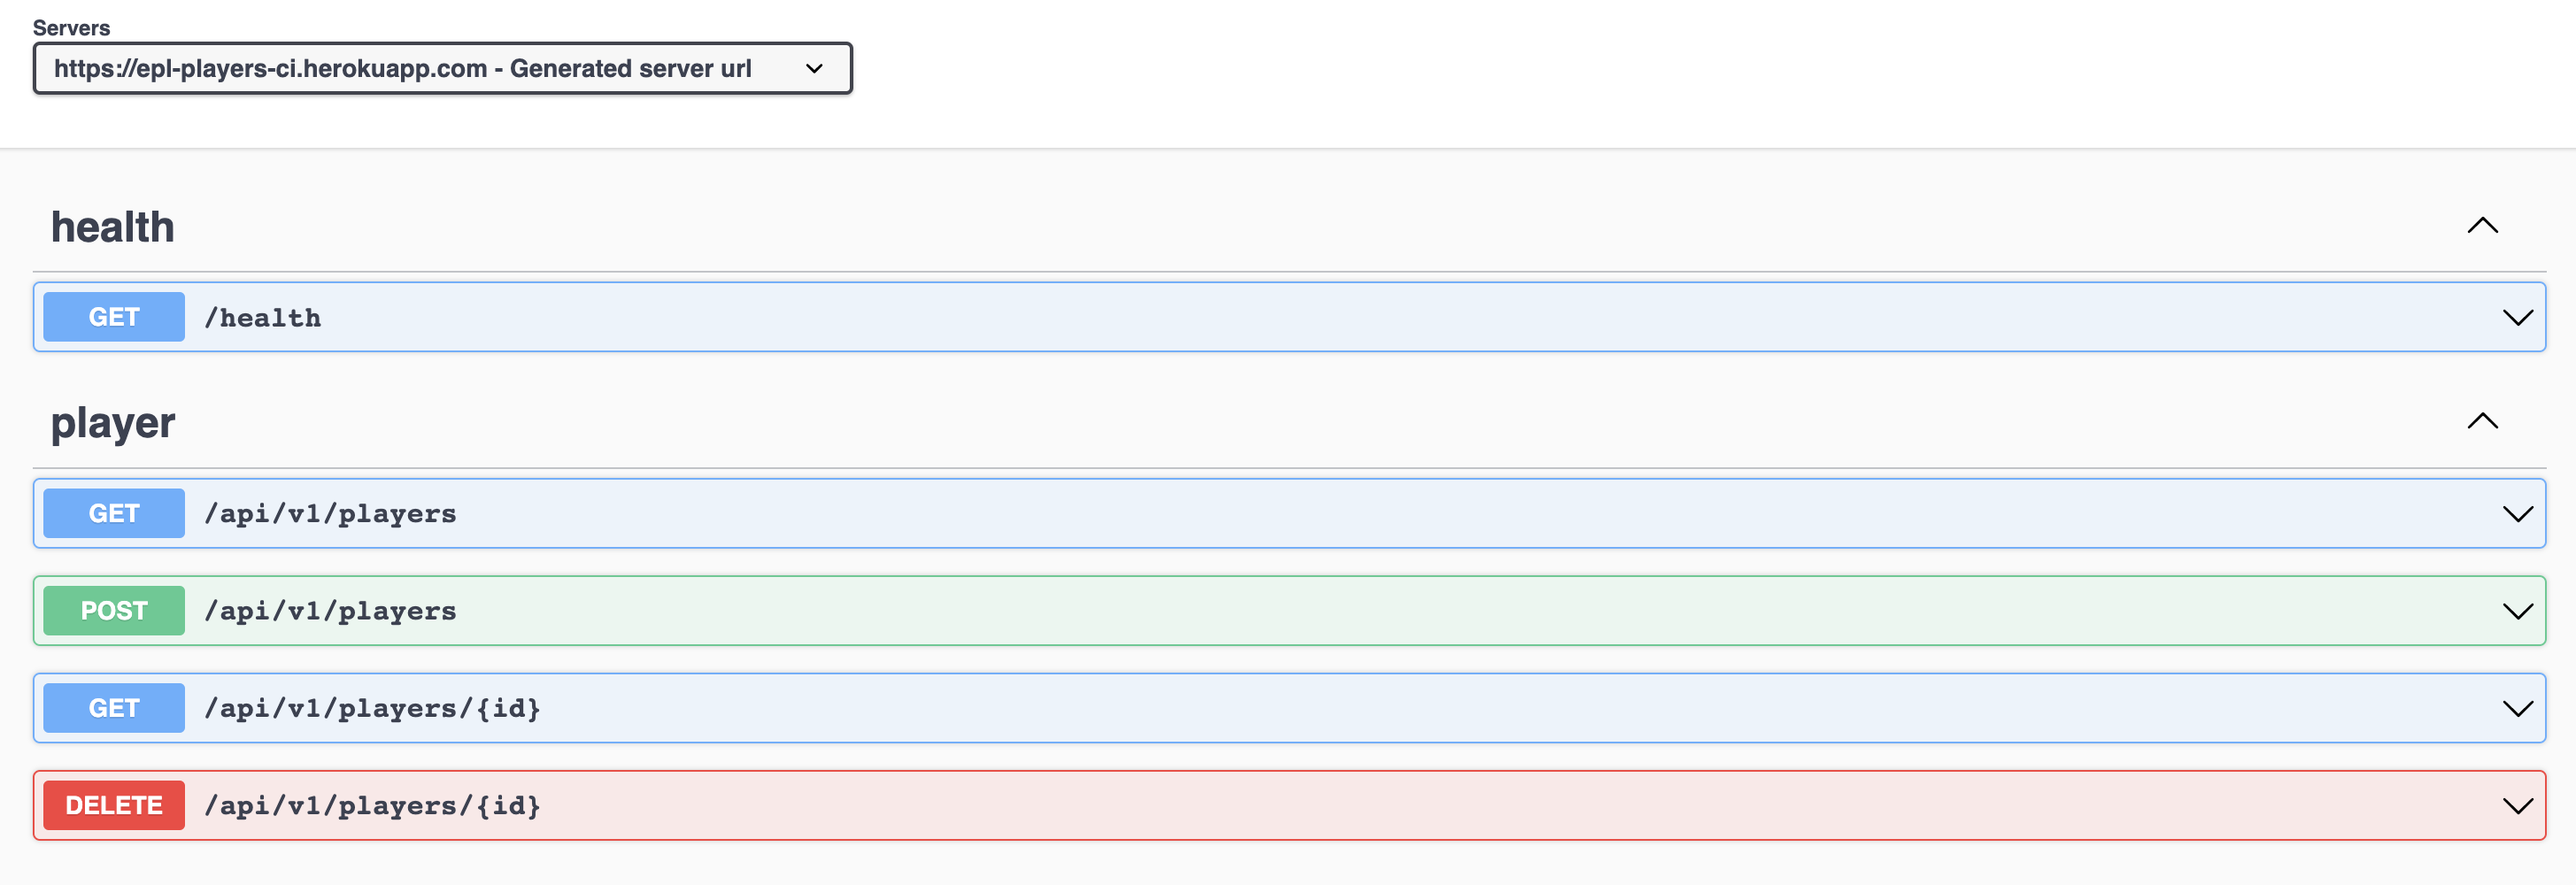 Servers
https://epl-players-ci.herokuapp.com - Generated server url
health
GET /health
player
GET /api/v1/players
POST /api/v1/players
GET /api/v1/players/{id}
DELETE /api/v1/players/{id}